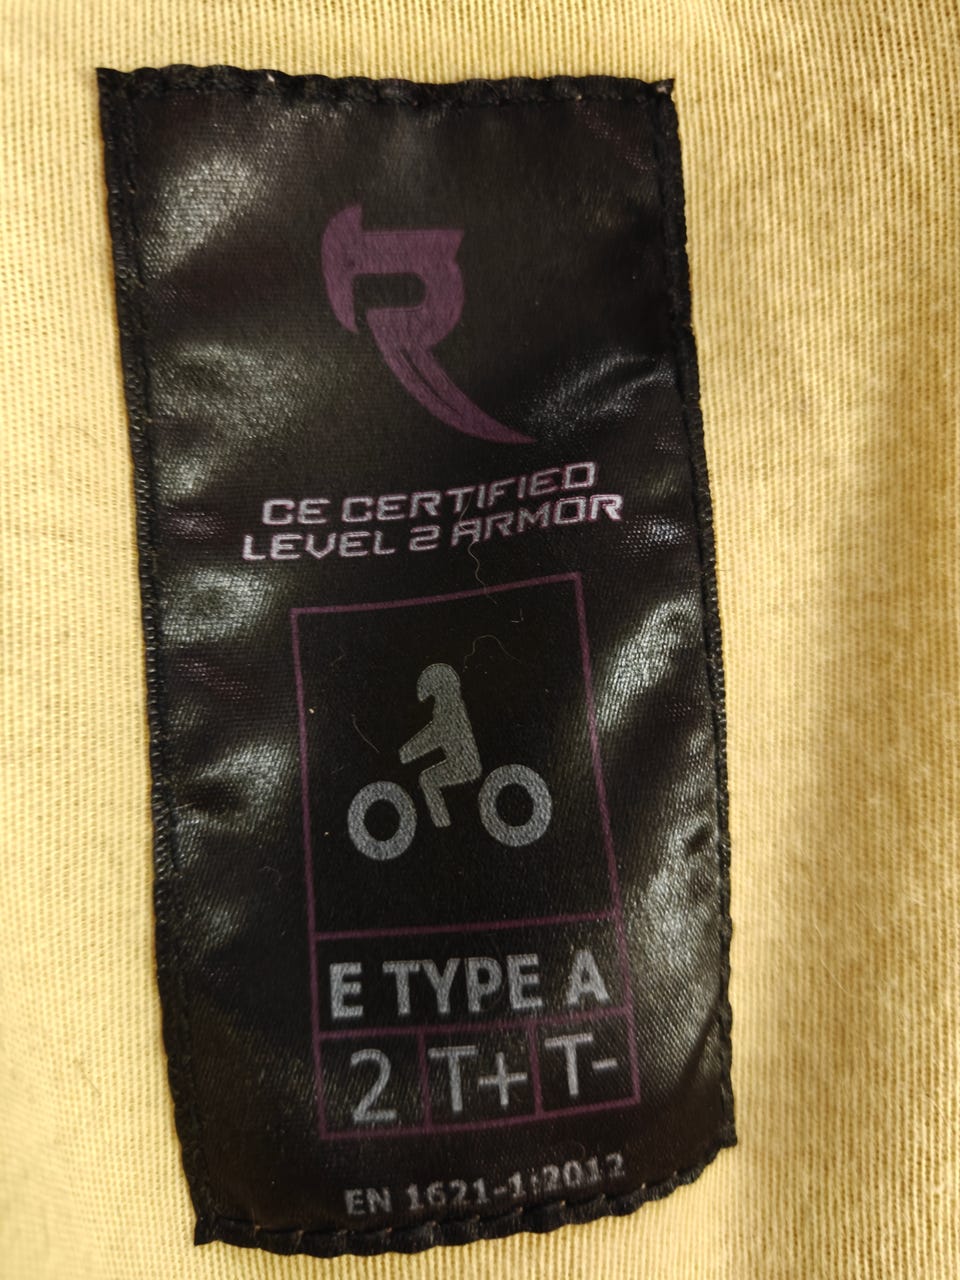 CE CERTIFIED
LEVEL 2 ARMOR
E TYPE A
2 T+ T-
EN 1621-1:2012